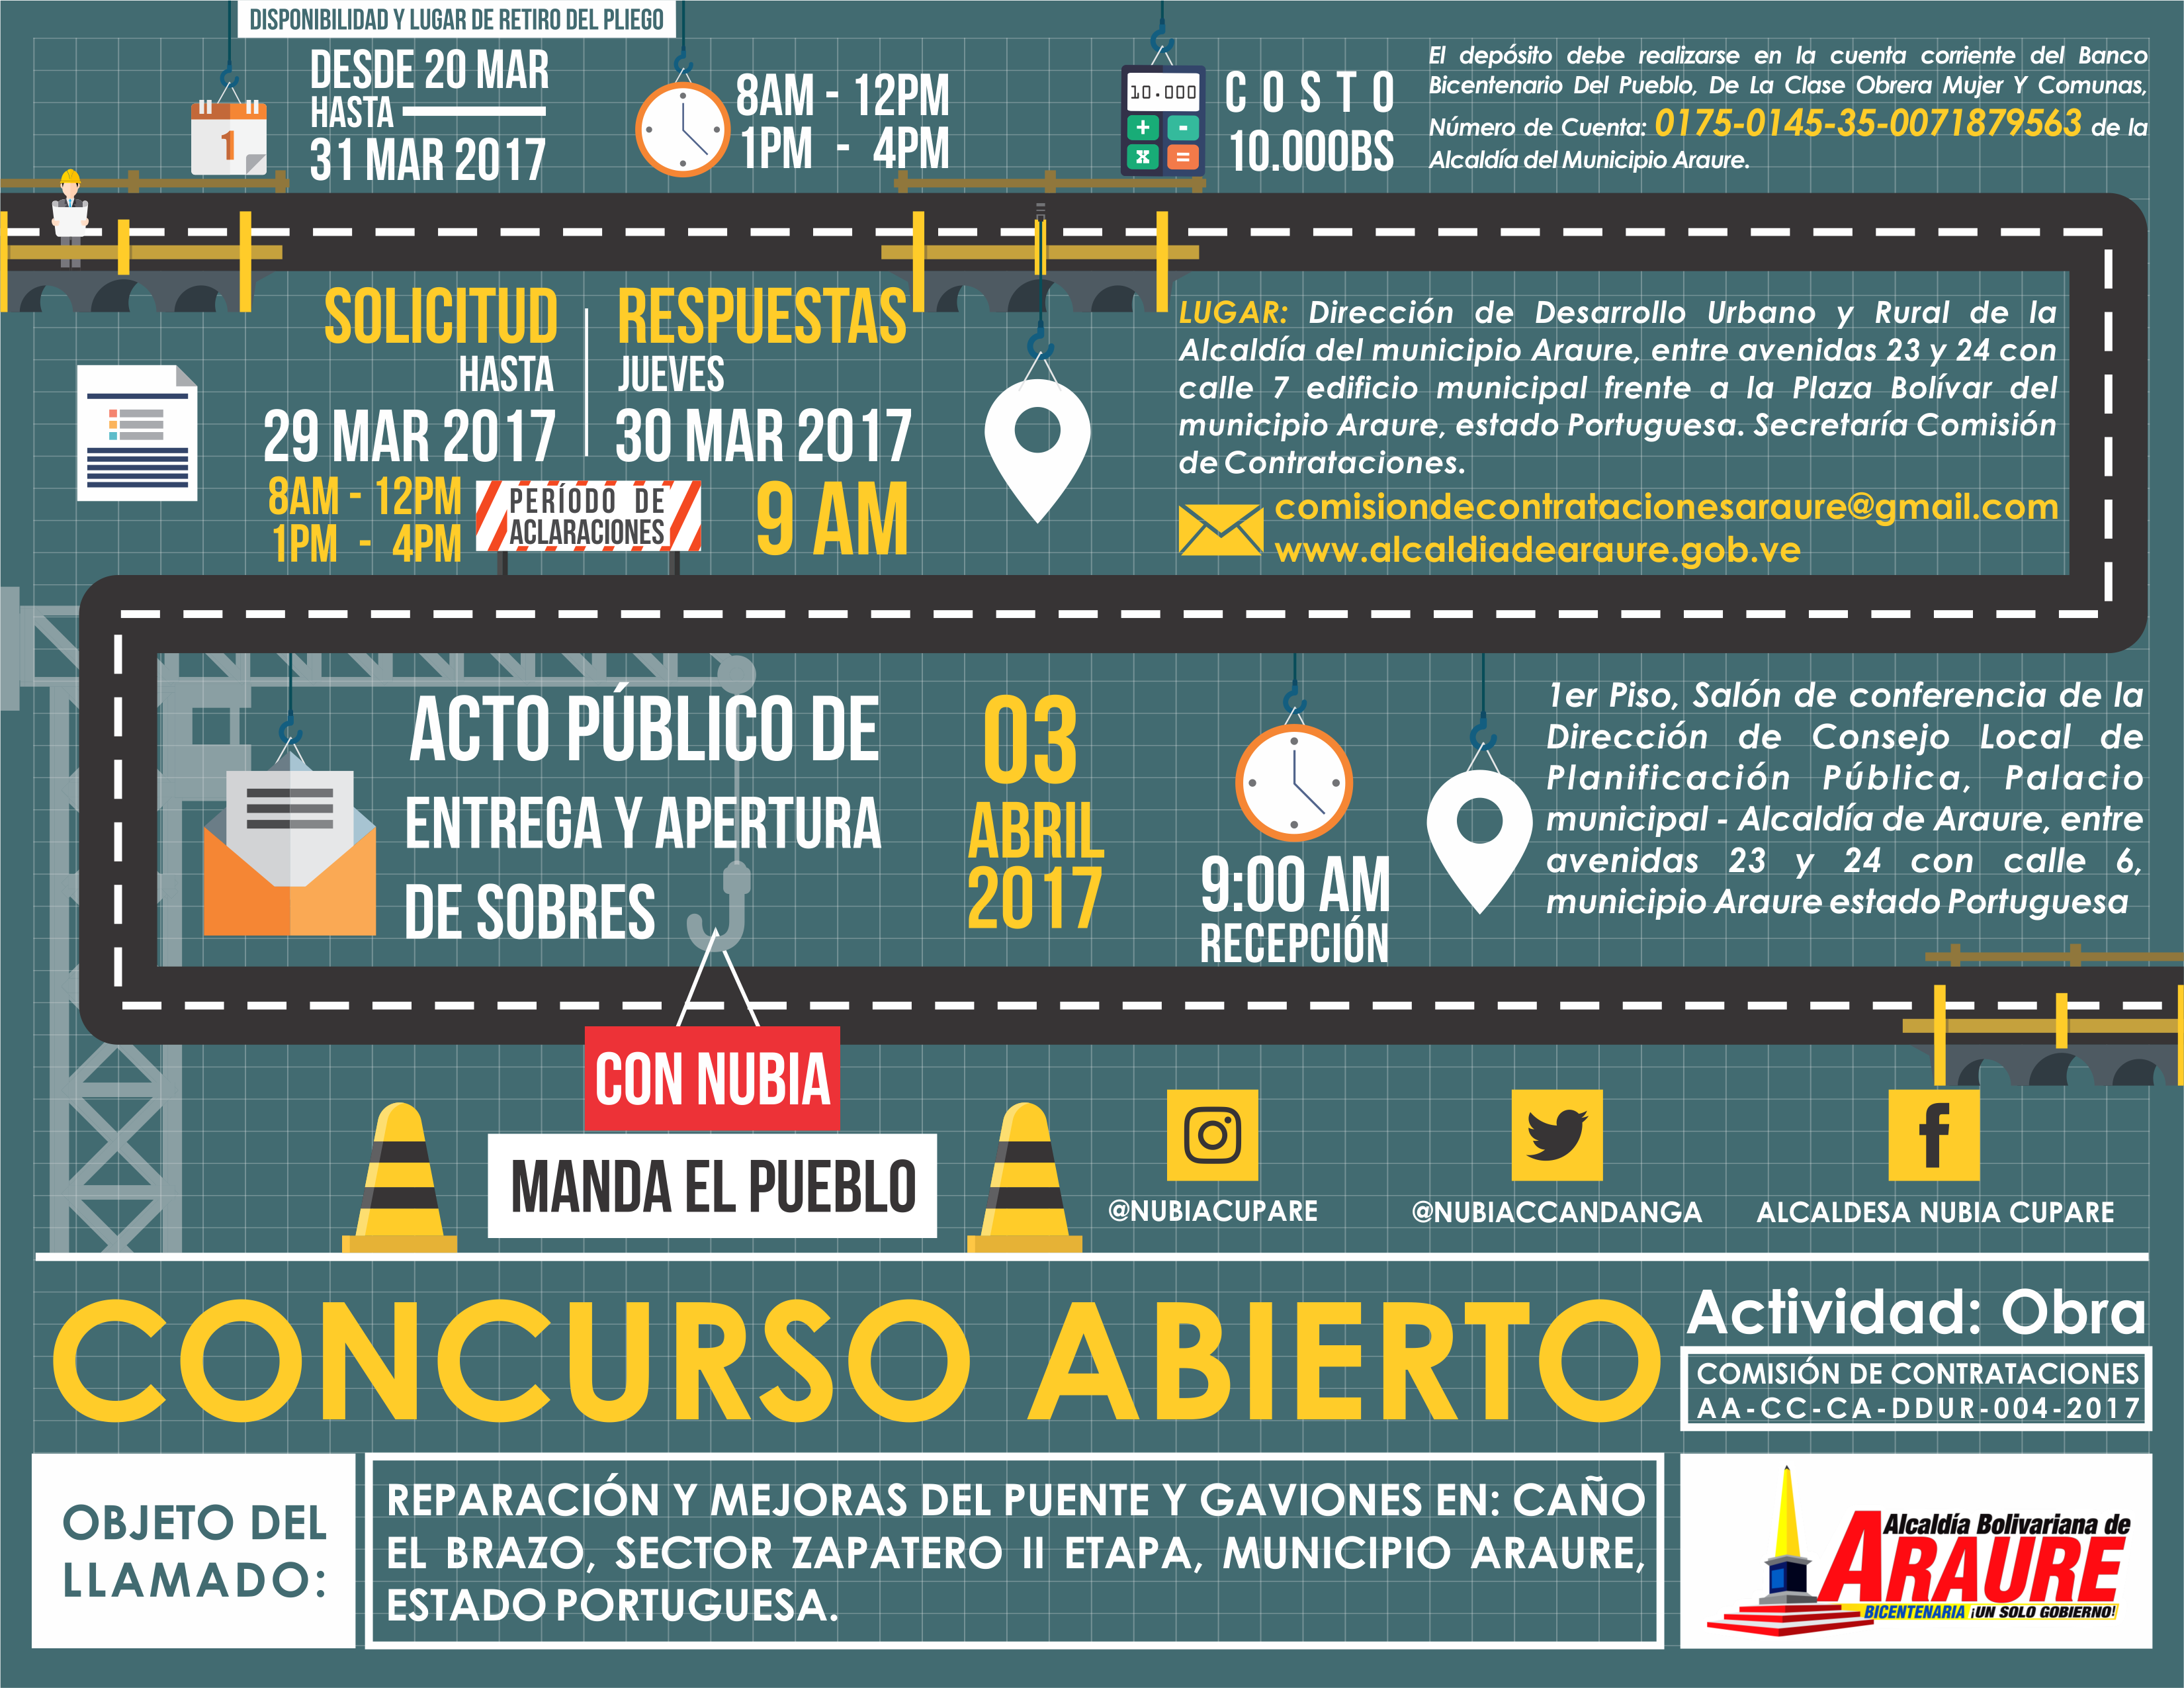 DISPONIBILIDAD Y LUGAR DE RETIRO DEL PLIEGO
DESDE 20 MAR
HASTA
31 MAR 2017
8AM - 12PM
1PM - 4PM
10.000
+ -
x =
COSTO
10.000BS
El depósito debe realizarse en la cuenta corriente del Banco
Bicentenario Del Pueblo, De La Clase Obrera Mujer Y Comunas,
Número de Cuenta: 0175-0145-35-0071879563 de la
Alcaldía del Municipio Araure.
1
SOLICITUD
HASTA
29 MAR 2017
8AM - 12PM
1PM - 4PM
PERÍODO DE
ACLARACIONES
RESPUESTAS
JUEVES
30 MAR 2017
9 AM
LUGAR: Dirección de Desarrollo Urbano y Rural de la
Alcaldía del municipio Araure, entre avenidas 23 y 24 con
calle 7 edificio municipal frente a la Plaza Bolívar del
municipio Araure, estado Portuguesa. Secretaría Comisión
de Contrataciones.
comisiondecontratacionesaraure@gmail.com
www.alcaldiadearaure.gob.ve
ACTO PÚBLICO DE
ENTREGA Y APERTURA
DE SOBRES
03
ABRIL
2017
9:00 AM
RECEPCIÓN
1er Piso, Salón de conferencia de la
Dirección de Consejo Local de
Planificación Pública, Palacio
municipal - Alcaldía de Araure, entre
avenidas 23 y 24 con calle 6,
municipio Araure estado Portuguesa
CON NUBIA
MANDA EL PUEBLO
@NUBIACUPARE
@NUBIACCANDANGA
ALCALDESA NUBIA CUPARE
CONCURSO ABIERTO
Actividad: Obra
COMISIÓN DE CONTRATACIONES
AA-CC-CA-DDUR-004-2017
OBJETO DEL
LLAMADO:
REPARACIÓN Y MEJORAS DEL PUENTE Y GAVIONES EN: CAÑO
EL BRAZO, SECTOR ZAPATERO II ETAPA, MUNICIPIO ARAURE,
ESTADO PORTUGUESA.
Alcaldía Bolivariana de
ARAURE
BICENTENARIA ¡UN SOLO GOBIERNO!